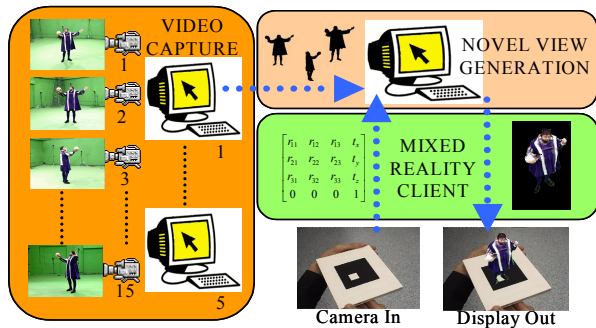 VIDEO
CAPTURE
1
2
3
15
1
5
NOVEL VIEW
GENERATION
r11 r12 r13 tx
r21 r22 r23 ty
r31 r32 r33 tz
0 0 0 1
MIXED
REALITY
CLIENT
Camera In
Display Out